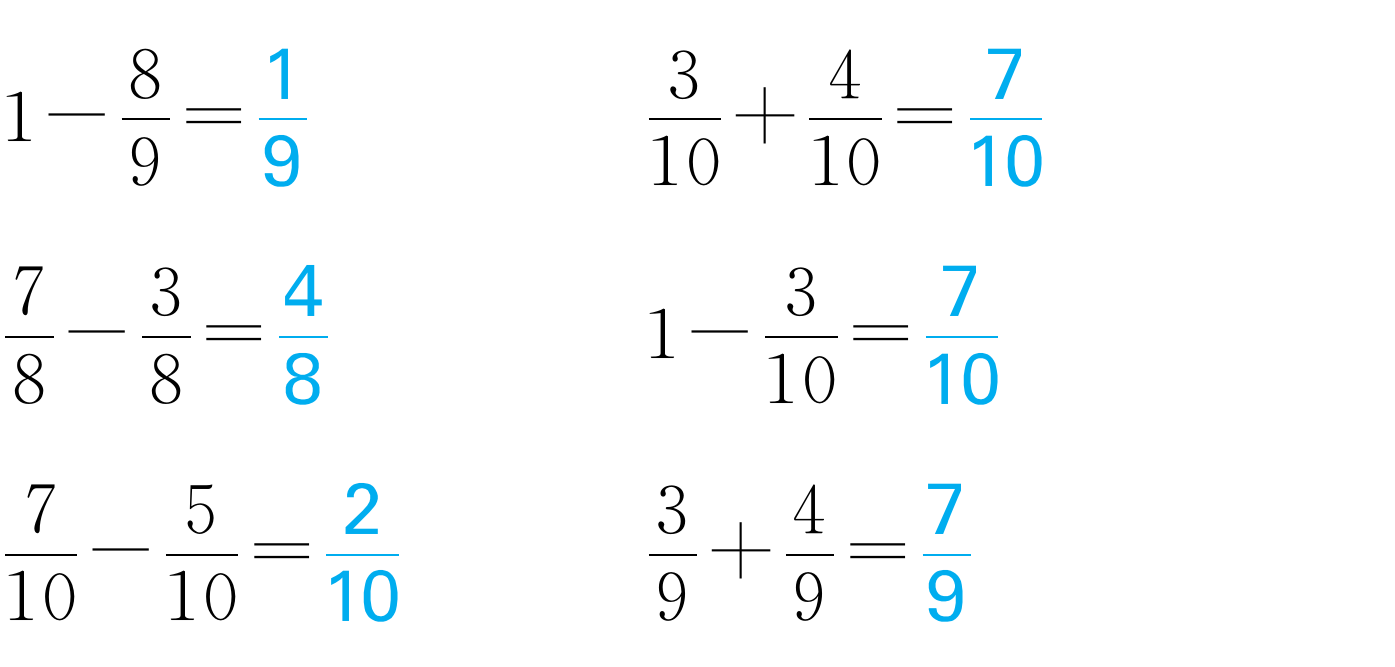 1 − 8/9 = 1/9    3/10 + 4/10 = 7/10
7/8 − 3/8 = 4/8    1 − 3/10 = 7/10
7/10 − 5/10 = 2/10    3/9 + 4/9 = 7/9